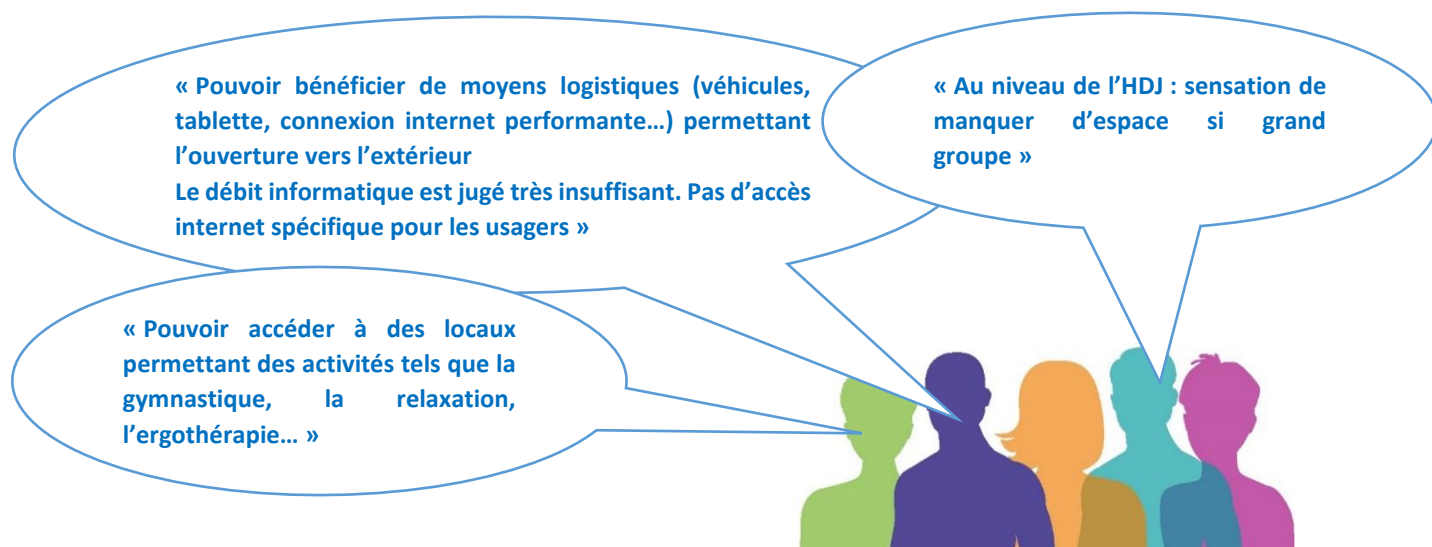 « Pouvoir bénéficier de moyens logistiques (véhicules,
tablette, connexion internet performante…) permettant
l’ouverture vers l’extérieur
Le débit informatique est jugé très insuffisant. Pas d’accès
internet spécifique pour les usagers »
« Au niveau de l’HDJ : sensation de
manquer d’espace si grand
groupe »
« Pouvoir accéder à des locaux
permettant des activités tels que la
gymnastique, la relaxation,
l’ergothérapie… »